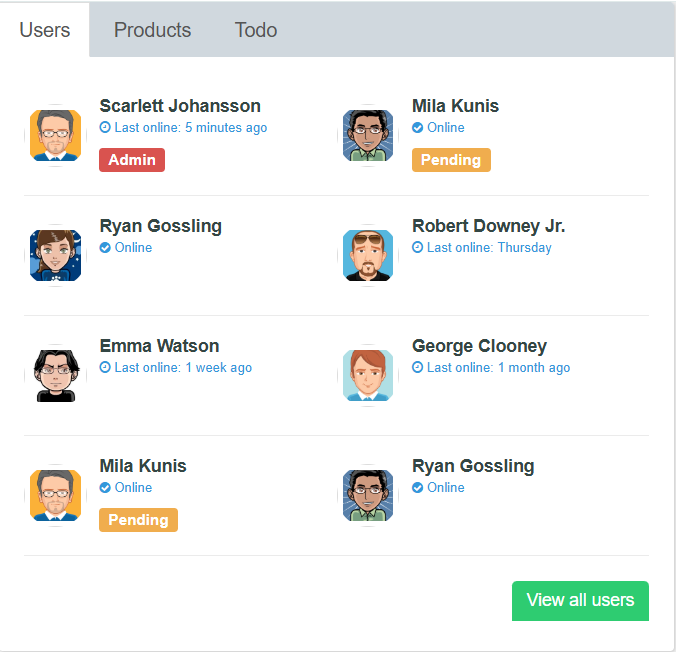 Users Products Todo
Scarlett Johansson
Last online: 5 minutes ago
Admin
Mila Kunis
Online
Pending
Ryan Gossling
Online
Robert Downey Jr.
Last online: Thursday
Emma Watson
Last online: 1 week ago
George Clooney
Last online: 1 month ago
Mila Kunis
Online
Pending
Ryan Gossling
Online
View all users